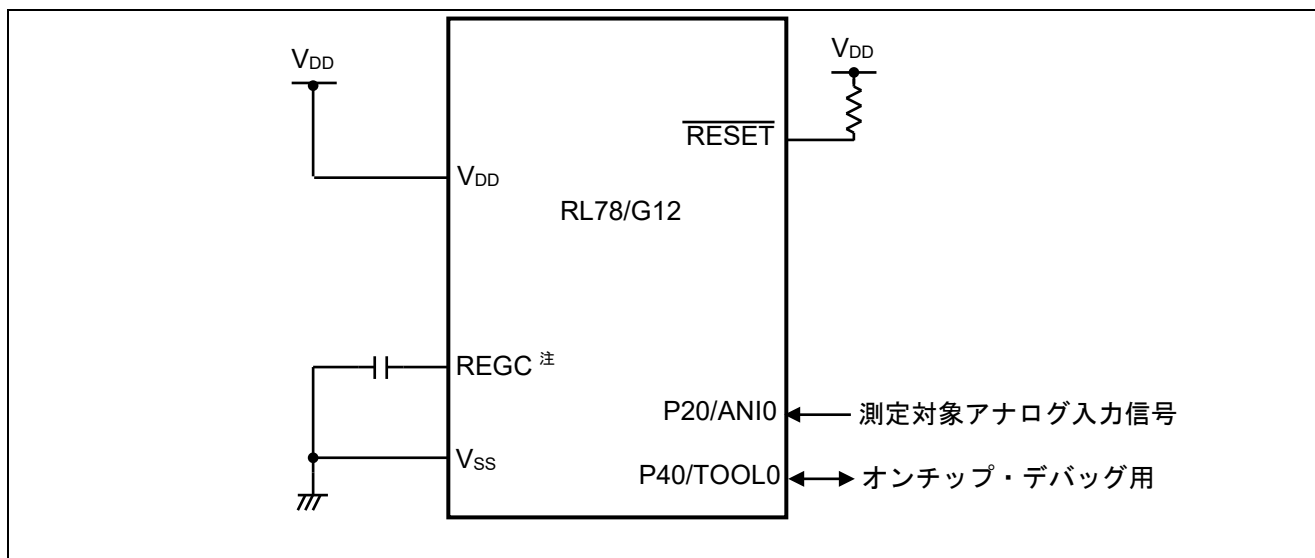 VDD
VDD
RESET
VDD
RL78/G12
REGC 注
P20/ANI0
測定対象アナログ入力信号
VSS
P40/TOOL0
オンチップ・デバッグ用